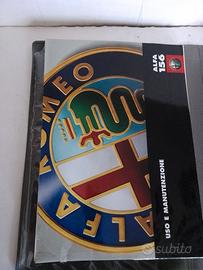 ALFA ROMEO
ALFA
156
USO E MANUTENZIONE
subito